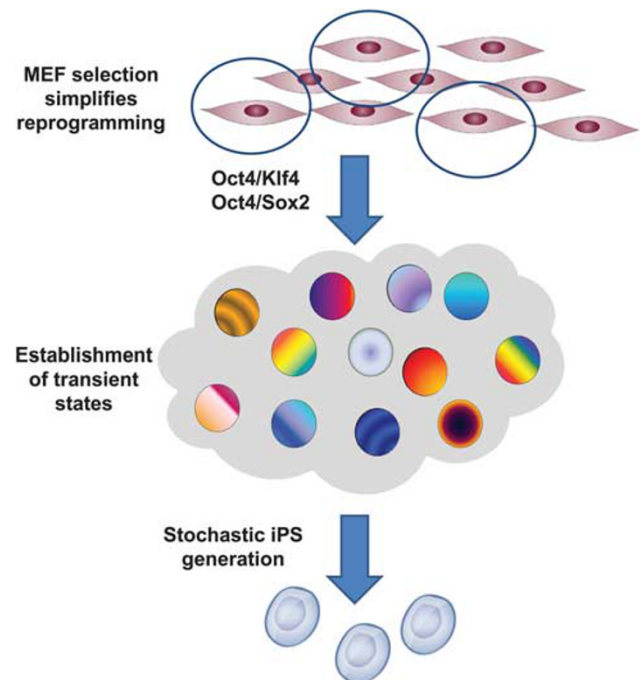 MEF selection
simplifies
reprogramming
Oct4/Klf4
Oct4/Sox2
Establishment
of transient
states
Stochastic iPS
generation